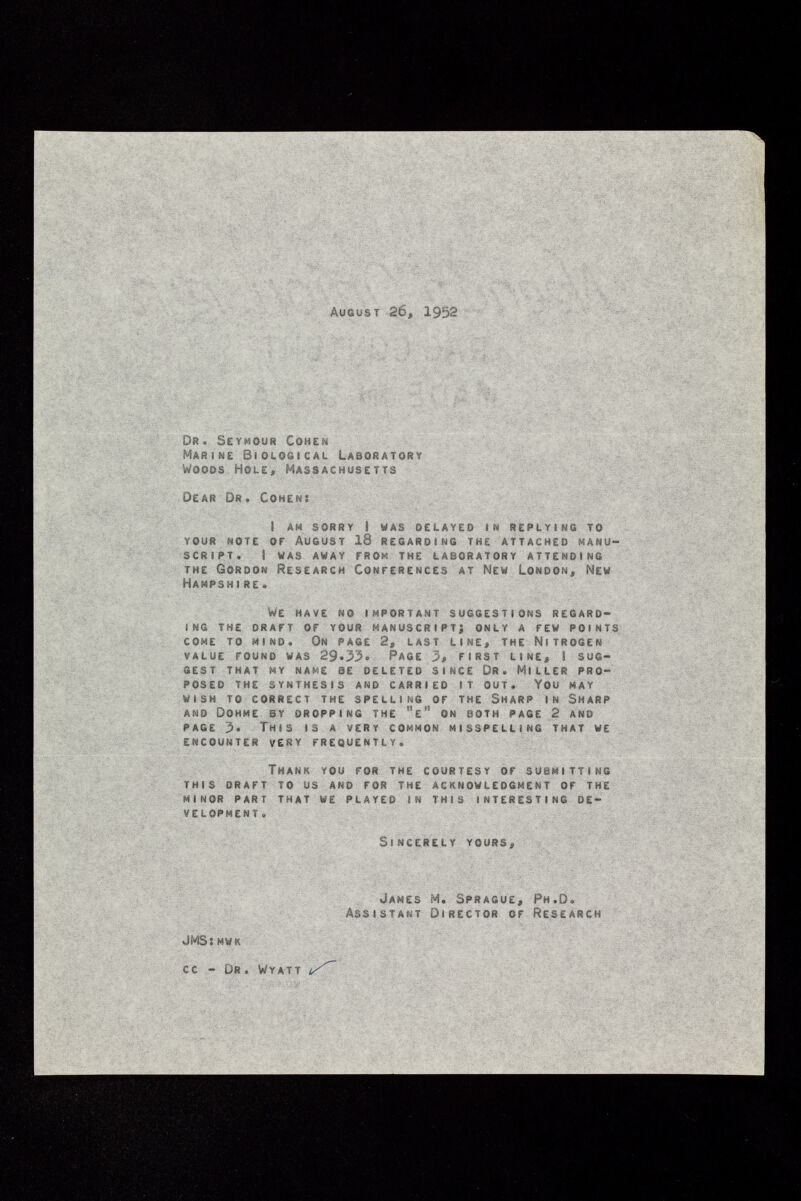 August 26, 1952
Dr. Seymour Cohen
Marine Biological Laboratory
Woods Hole, Massachusetts
Dear Dr. Cohen:
I am sorry I was delayed in replying to
your note of August 18 regarding the attached manu-
script. I was away from the laboratory attending
the Gordon Research Conferences at New London, New
Hampshire.
We have no important suggestions regard-
ing the draft of your manuscript; only a few points
come to mind. On page 2, last line, the Nitrogen
value found was 29.33. Page 3, first line, I sug-
gest that my name be deleted since Dr. Miller pro-
posed the synthesis and carried it out. You may
wish to correct the spelling of the Sharp in Sharp
and Dohme by dropping the "e" on both page 2 and
page 3. This is a very common misspelling that we
encounter very frequently.
Thank you for the courtesy of submitting
this draft to us and for the acknowledgment of the
minor part that we played in this interesting de-
velopment.
Sincerely yours,
James M. Sprague, Ph.D.
Assistant Director of Research
JMS:mwk
cc - Dr. Wyatt